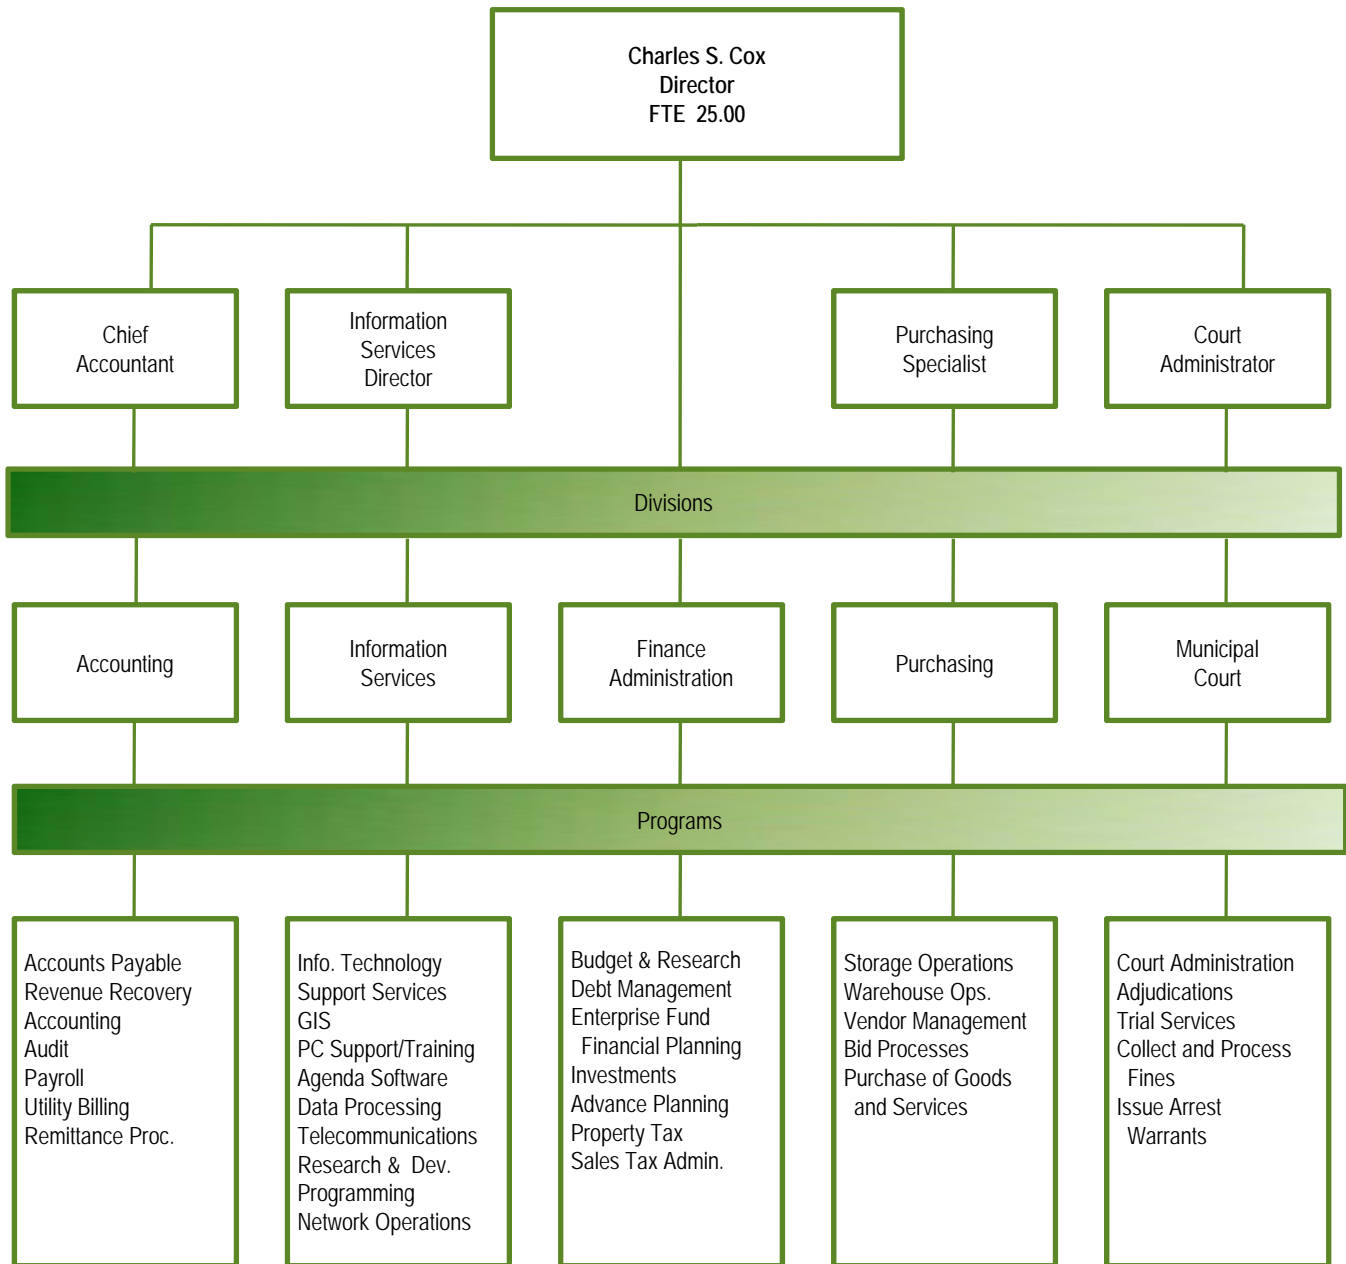 Charles S. Cox
Director
FTE 25.00
Chief
Accountant
Information
Services
Director
Purchasing
Specialist
Court
Administrator
Divisions
Accounting
Information
Services
Finance
Administration
Purchasing
Municipal
Court
Programs
Accounts Payable
Revenue Recovery
Accounting
Audit
Payroll
Utility Billing
Remittance Proc.
Info. Technology
Support Services
GIS
PC Support/Training
Agenda Software
Data Processing
Telecommunications
Research & Dev.
Programming
Network Operations
Budget & Research
Debt Management
Enterprise Fund
Financial Planning
Investments
Advance Planning
Property Tax
Sales Tax Admin.
Storage Operations
Warehouse Ops.
Vendor Management
Bid Processes
Purchase of Goods
and Services
Court Administration
Adjudications
Trial Services
Collect and Process
Fines
Issue Arrest
Warrants